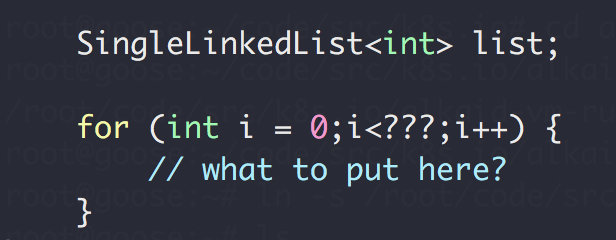 SingleLinkedList<int> list;
for (int i = 0;i<???;i++) {
// what to put here?
}